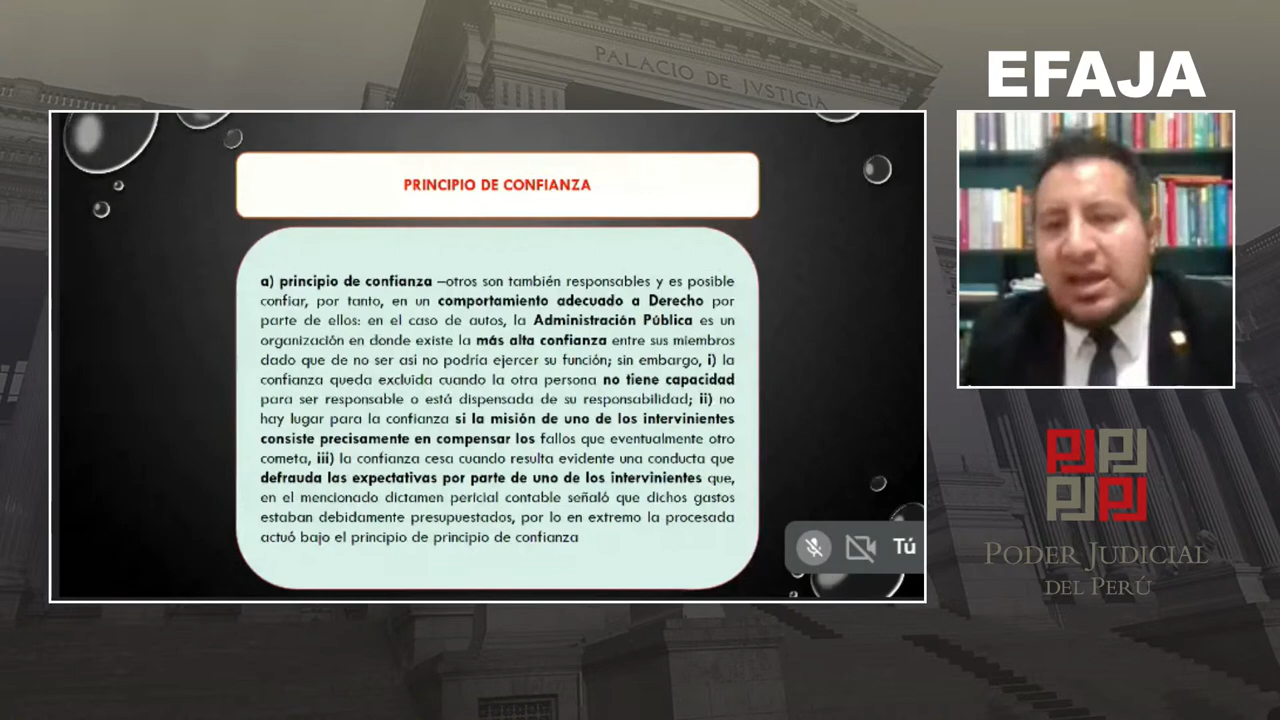 PALACIO DE JUSTICIA
EFAJA
PRINCIPIO DE CONFIANZA
a) principio de confianza –otros son también responsables y es posible
confiar, por tanto, en un comportamiento adecuado a Derecho por
parte de ellos: en el caso de autos, la Administración Pública es un
organización en donde existe la más alta confianza entre sus miembros
dado que de no ser asi no podría ejercer su función; sin embargo, i) la
confianza queda excluida cuando la otra persona no tiene capacidad
para ser responsable o está dispensada de su responsabilidad; ii) no
hay lugar para la confianza si la misión de uno de los intervinientes
consiste precisamente en compensar los fallos que eventualmente otro
cometa, iii) la confianza cesa cuando resulta evidente una conducta que
defrauda las expectativas por parte de uno de los intervinientes que,
en el mencionado dictamen pericial contable señaló que dichos gastos
estaban debidamente presupuestados, por lo en extremo la procesada
actuó bajo el principio de principio de confianza
Tú
PJ PJ
PJ PJ
PODER JUDICIAL
DEL PERÚ